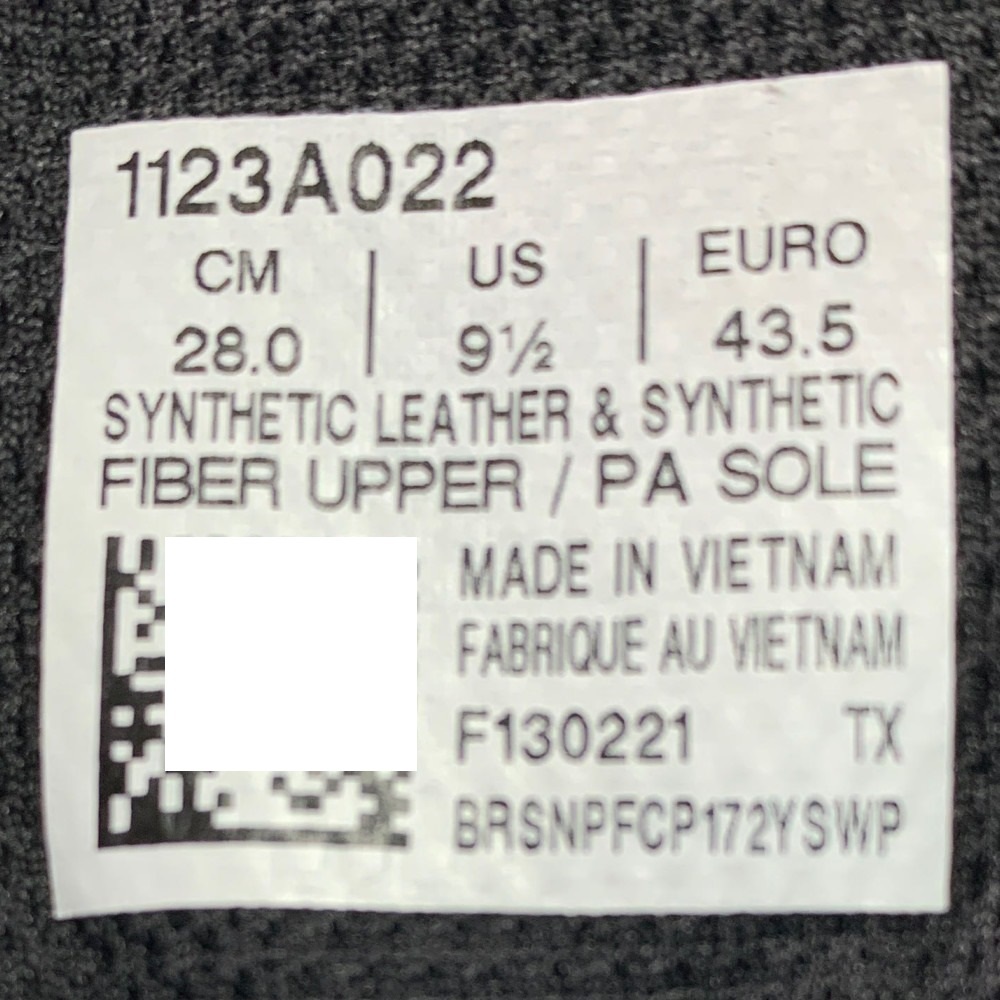 1123A022
CM | US | EURO
28.0 | 9½ | 43.5
SYNTHETIC LEATHER & SYNTHETIC
FIBER UPPER / PA SOLE
MADE IN VIETNAM
FABRIQUE AU VIETNAM
F130221 TX
BRSNPFCP172YSWP